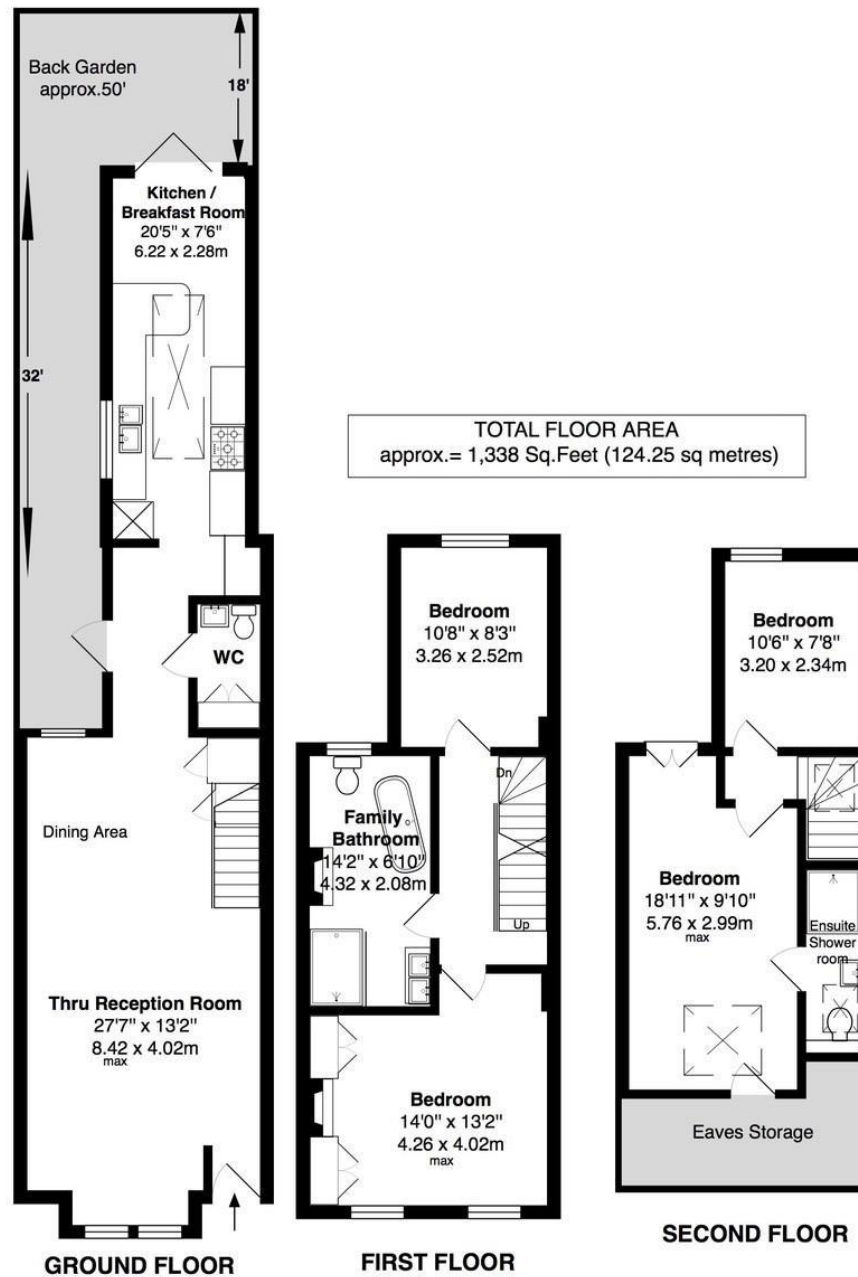 Back Garden
approx.50'
18'
Kitchen /
Breakfast Room
20'5" x 7'6"
6.22 x 2.28m
32'
WC
Dining Area
Thru Reception Room
27'7" x 13'2"
8.42 x 4.02m
max
GROUND FLOOR
TOTAL FLOOR AREA
approx.= 1,338 Sq.Feet (124.25 sq metres)
Bedroom
10'8" x 8'3"
3.26 x 2.52m
Dn
Family
Bathroom
14'2" x 6'10"
4.32 x 2.08m
Up
Bedroom
14'0" x 13'2"
4.26 x 4.02m
max
FIRST FLOOR
Bedroom
10'6" x 7'8"
3.20 x 2.34m
Bedroom
18'11" x 9'10"
5.76 x 2.99m
max
Ensuite
Shower
room
Eaves Storage
SECOND FLOOR